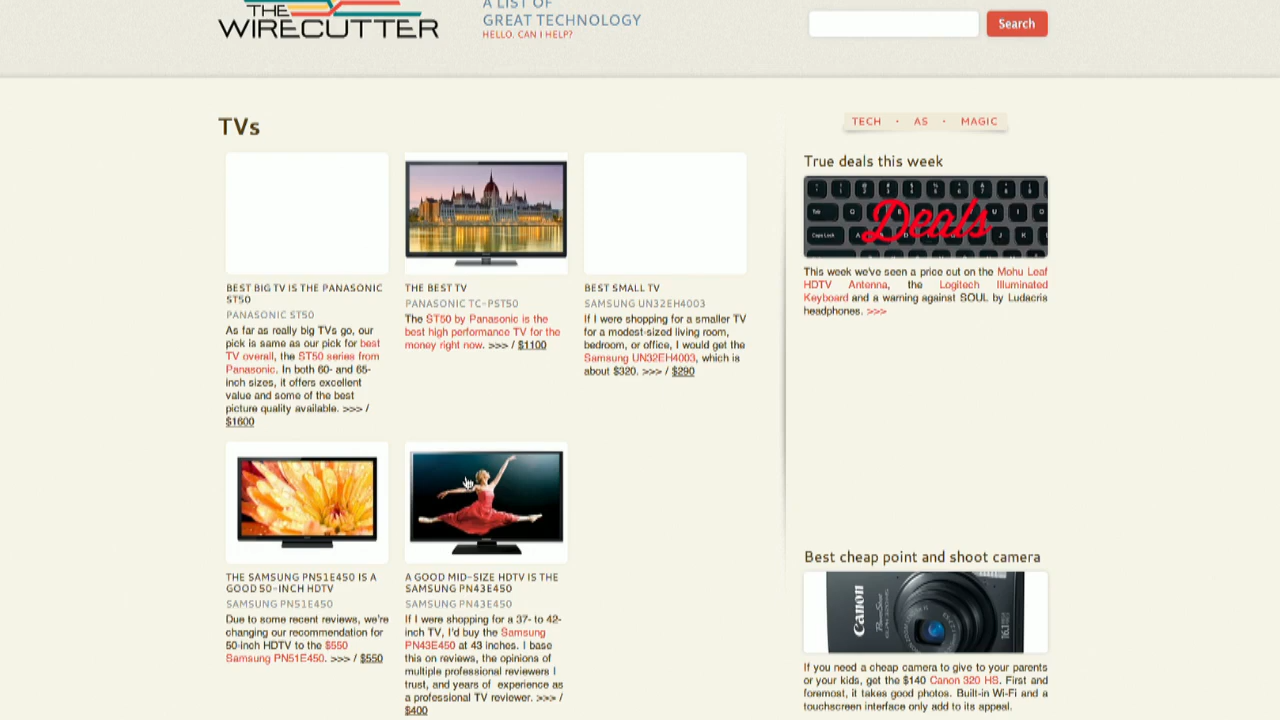 THE
WIRECUTTER
A LIST OF
GREAT TECHNOLOGY
HELLO. CAN I HELP?
Search
TVs
BEST BIG TV IS THE PANASONIC
ST50
PANASONIC ST50
As far as really big TVs go, our
pick is same as our pick for best
TV overall, the ST50 series from
Panasonic. In both 60- and 65-
inch sizes, it offers excellent
value and some of the best
picture quality available. >>> /
$1600
THE BEST TV
PANASONIC TC-PST50
The ST50 by Panasonic is the
best high performance TV for the
money right now. >>> / $1100
BEST SMALL TV
SAMSUNG UN32EH4003
If I were shopping for a smaller TV
for a modest-sized living room,
bedroom, or office, I would get the
Samsung UN32EH4003, which is
about $320. >>> / $290
THE SAMSUNG PN51E450 IS A
GOOD 50-INCH HDTV
SAMSUNG PN51E450
Due to some recent reviews, we're
changing our recommendation for
50-inch HDTV to the $550
Samsung PN51E450. >>> / $550
A GOOD MID-SIZE HDTV IS THE
SAMSUNG PN43E450
SAMSUNG PN43E450
If I were shopping for a 37- to 42-
inch TV, I'd buy the Samsung
PN43E450 at 43 inches. I base
this on reviews, the opinions of
multiple professional reviewers I
trust, and years of experience as
a professional TV reviewer. >>> /
$400
TECH · AS · MAGIC
True deals this week
Deals
This week we've seen a price cut on the Mohu Leaf
HDTV Antenna, the Logitech Illuminated
Keyboard and a warning against SOUL by Ludacris
headphones. >>>
Best cheap point and shoot camera
Canon
If you need a cheap camera to give to your parents
or your kids, get the $140 Canon 320 HS. First and
foremost, it takes good photos. Built-in Wi-Fi and a
touchscreen interface only add to its appeal.